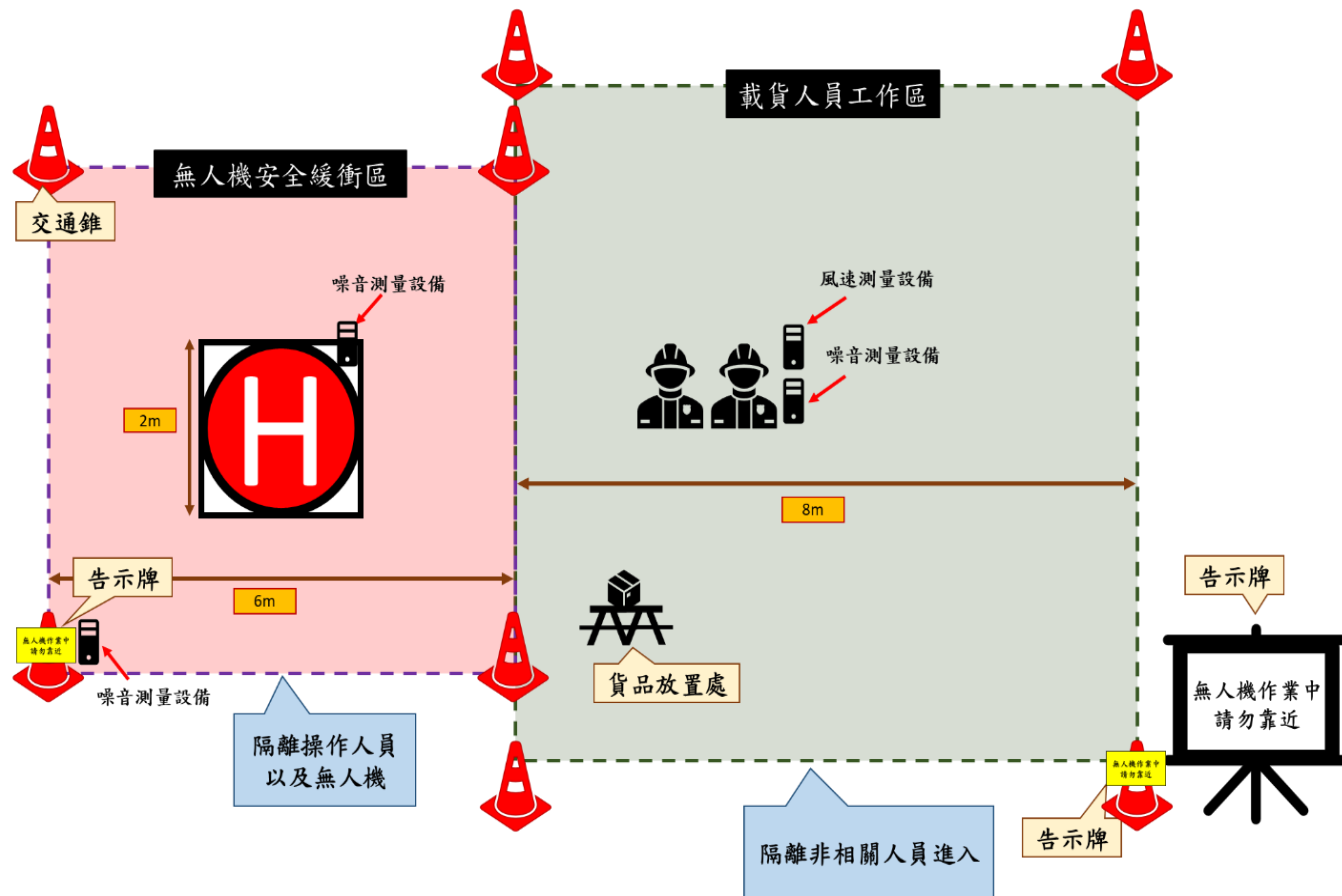 載貨人員工作區
無人機安全緩衝區
交通錐
噪音測量設備
風速測量設備
噪音測量設備
H
2m
8m
告示牌
6m
無人機作業中
請勿靠近
噪音測量設備
貨品放置處
隔離操作人員
以及無人機
告示牌
無人機作業中
請勿靠近
無人機作業中
請勿靠近
告示牌
隔離非相關人員進入